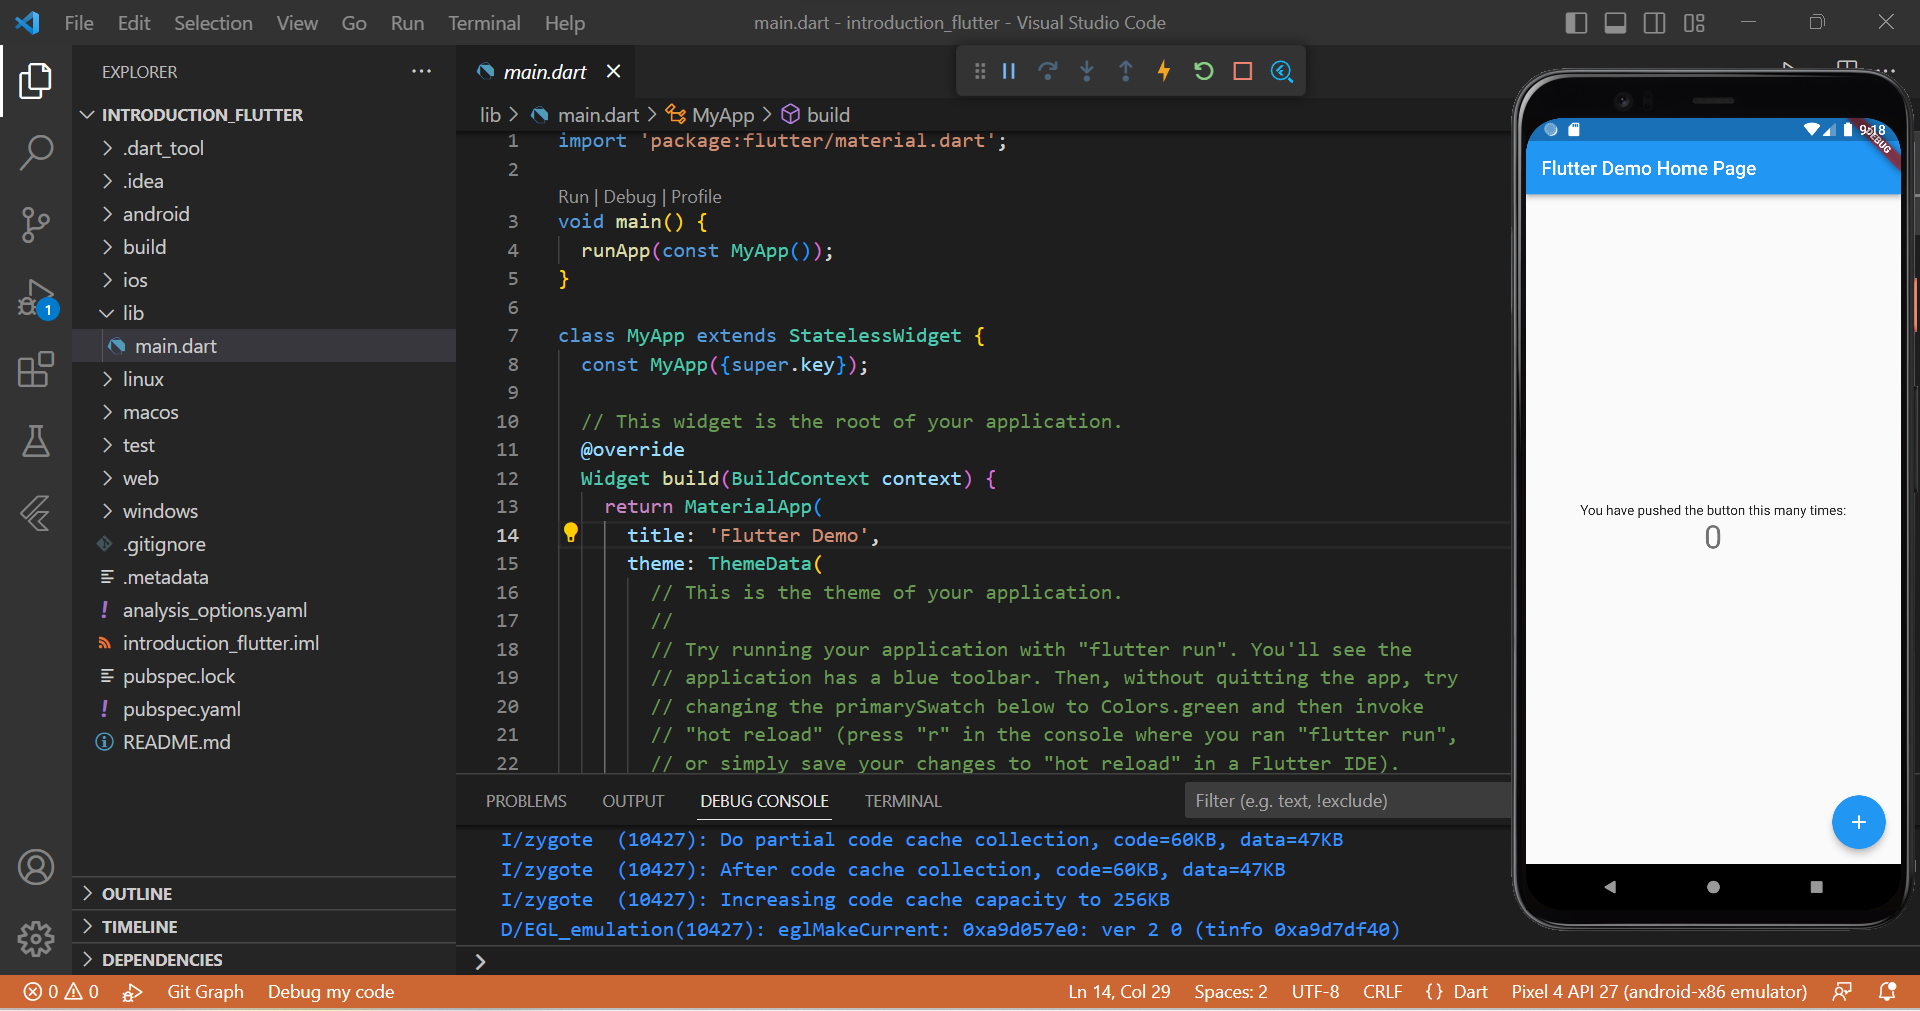 File Edit Selection View Go Run Terminal Help
main.dart - introduction_flutter - Visual Studio Code
EXPLORER
INTRODUCTION_FLUTTER
.dart_tool
.idea
android
build
ios
lib
main.dart
linux
macos
test
web
windows
.gitignore
.metadata
analysis_options.yaml
introduction_flutter.iml
pubspec.lock
pubspec.yaml
README.md
OUTLINE
TIMELINE
DEPENDENCIES
1
main.dart
lib > main.dart > MyApp > build
1 import 'package:flutter/material.dart';
2
Run | Debug | Profile
3 void main() {
4 runApp(const MyApp());
5 }
6
7 class MyApp extends StatelessWidget {
8 const MyApp({super.key});
9
10 // This widget is the root of your application.
11 @override
12 Widget build(BuildContext context) {
13 return MaterialApp(
14 title: 'Flutter Demo',
15 theme: ThemeData(
16 // This is the theme of your application.
17 //
18 // Try running your application with "flutter run". You'll see the
19 // application has a blue toolbar. Then, without quitting the app, try
20 // changing the primarySwatch below to Colors.green and then invoke
21 // "hot reload" (press "r" in the console where you ran "flutter run",
22 // or simply save your changes to "hot reload" in a Flutter IDE).
PROBLEMS OUTPUT DEBUG CONSOLE TERMINAL
Filter (e.g. text, !exclude)
I/zygote (10427): Do partial code cache collection, code=60KB, data=47KB
I/zygote (10427): After code cache collection, code=60KB, data=47KB
I/zygote (10427): Increasing code cache capacity to 256KB
D/EGL_emulation(10427): eglMakeCurrent: 0xa9d057e0: ver 2 0 (tinfo 0xa9d7df40)
>
9:18
DEBUG
Flutter Demo Home Page
You have pushed the button this many times:
0
+
0 0 Git Graph Debug my code
Ln 14, Col 29 Spaces: 2 UTF-8 CRLF {} Dart Pixel 4 API 27 (android-x86 emulator)